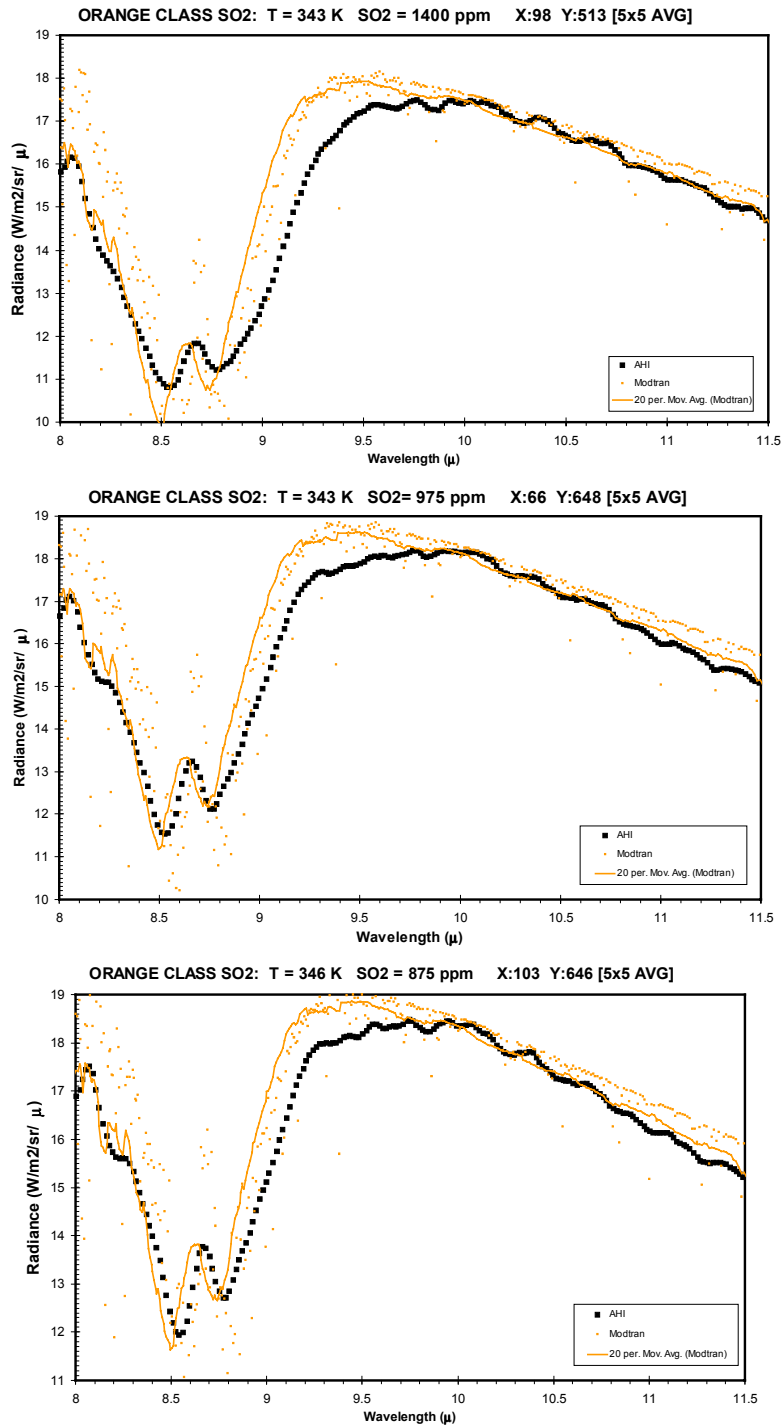 ORANGE CLASS SO2: T = 343 K SO2 = 1400 ppm X:98 Y:513 [5x5 AVG]
19
18
17
16
15
14
13
12
11
10
Radiance (W/m2/sr/ μ)
8 8.5 9 9.5 10 10.5 11 11.5
Wavelength (μ)
AHI
Modtran
20 per. Mov. Avg. (Modtran)
ORANGE CLASS SO2: T = 343 K SO2= 975 ppm X:66 Y:648 [5x5 AVG]
19
18
17
16
15
14
13
12
11
10
Radiance (W/m2/sr/ μ)
8 8.5 9 9.5 10 10.5 11 11.5
Wavelength (μ)
AHI
Modtran
20 per. Mov. Avg. (Modtran)
ORANGE CLASS SO2: T = 346 K SO2 = 875 ppm X:103 Y:646 [5x5 AVG]
19
18
17
16
15
14
13
12
11
Radiance (W/m2/sr/ μ)
8 8.5 9 9.5 10 10.5 11 11.5
Wavelength (μ)
AHI
Modtran
20 per. Mov. Avg. (Modtran)